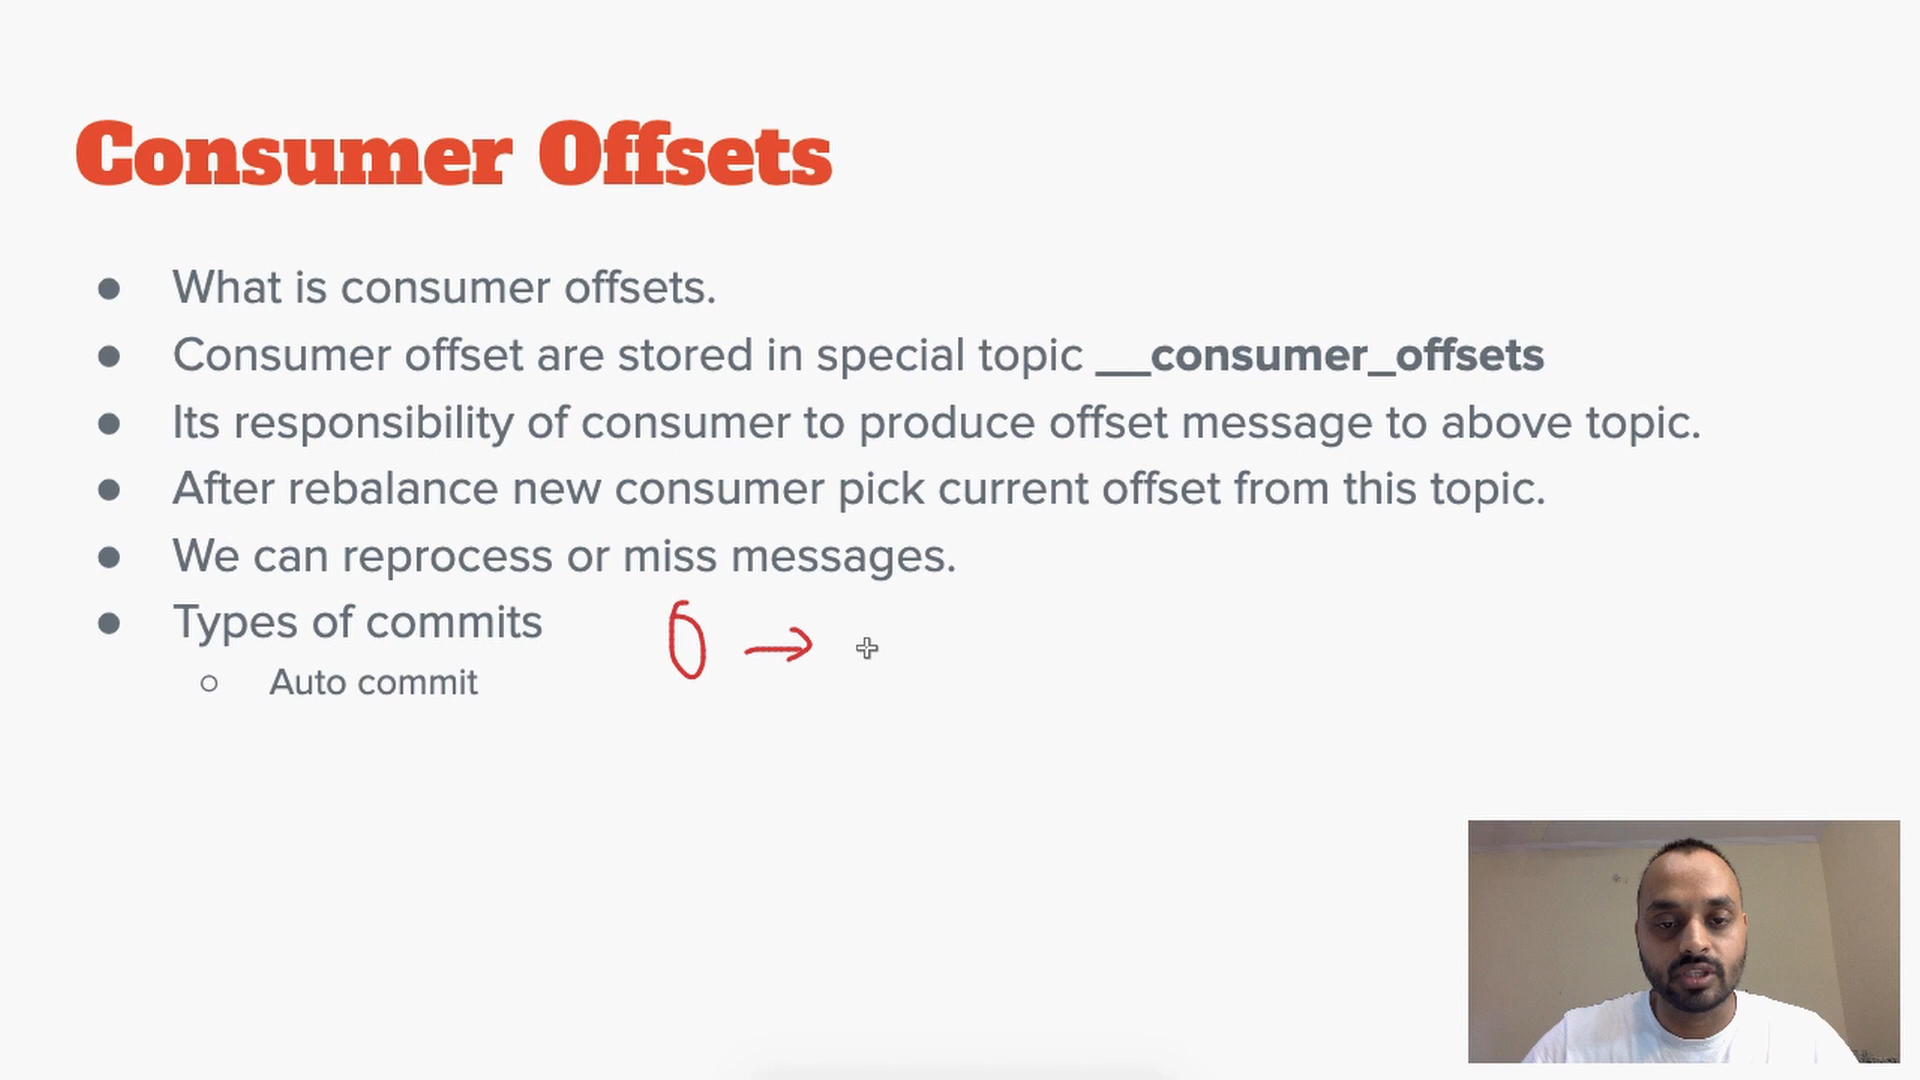 Consumer Offsets
What is consumer offsets.
Consumer offset are stored in special topic __consumer_offsets
Its responsibility of consumer to produce offset message to above topic.
After rebalance new consumer pick current offset from this topic.
We can reprocess or miss messages.
Types of commits
0 →
Auto commit